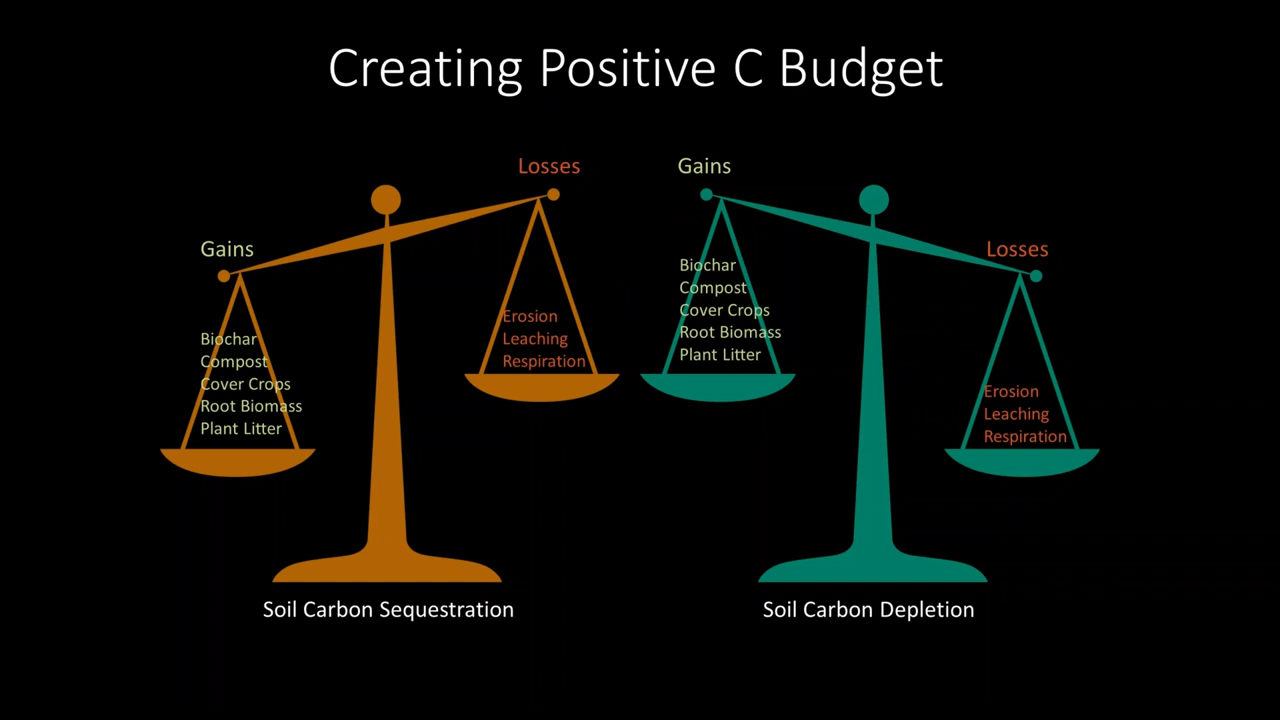 Creating Positive C Budget
Losses
Gains
Biochar
Compost
Cover Crops
Root Biomass
Plant Litter
Erosion
Leaching
Respiration
Soil Carbon Sequestration
Gains
Losses
Biochar
Compost
Cover Crops
Root Biomass
Plant Litter
Erosion
Leaching
Respiration
Soil Carbon Depletion